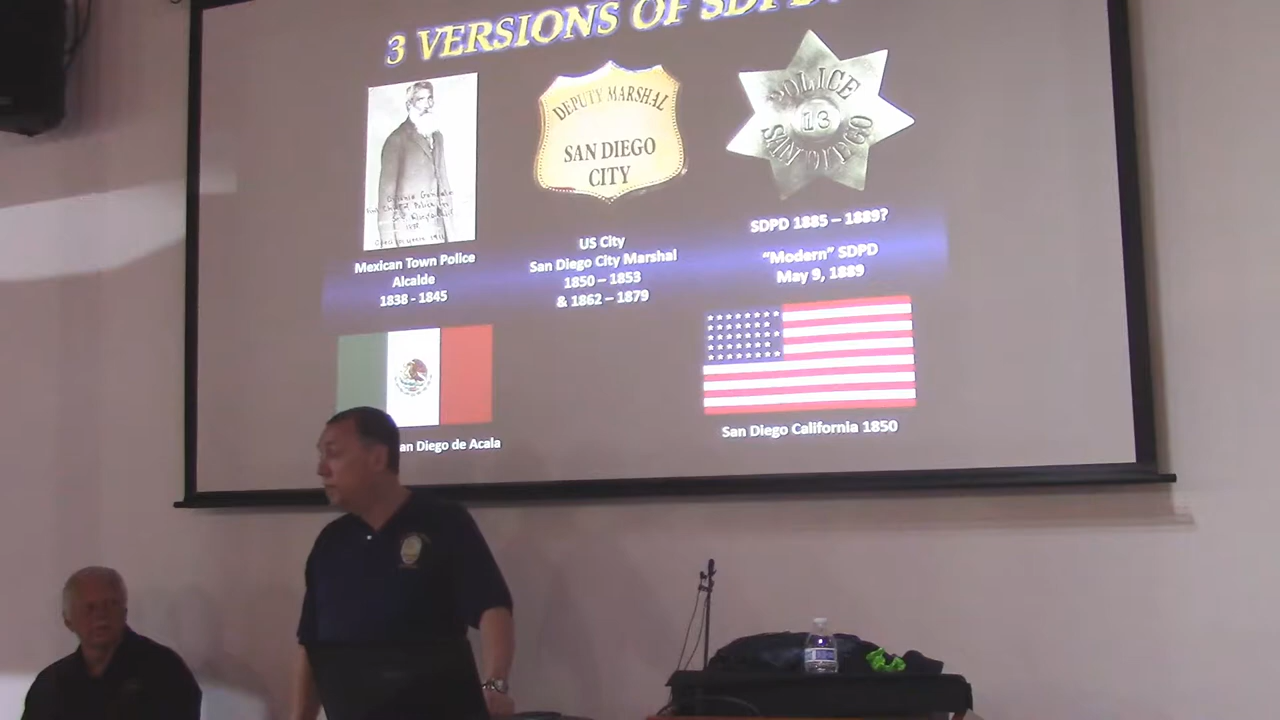 3 VERSIONS OF SDPD
DEPUTY MARSHAL
SAN DIEGO
CITY
POLICE
13
SAN DIEGO
Mexican Town Police
Alcalde
1838 - 1845
US City
San Diego City Marshal
1850 – 1853
& 1862 – 1879
SDPD 1885 – 1889?
“Modern” SDPD
May 9, 1889
an Diego de Acala
San Diego California 1850